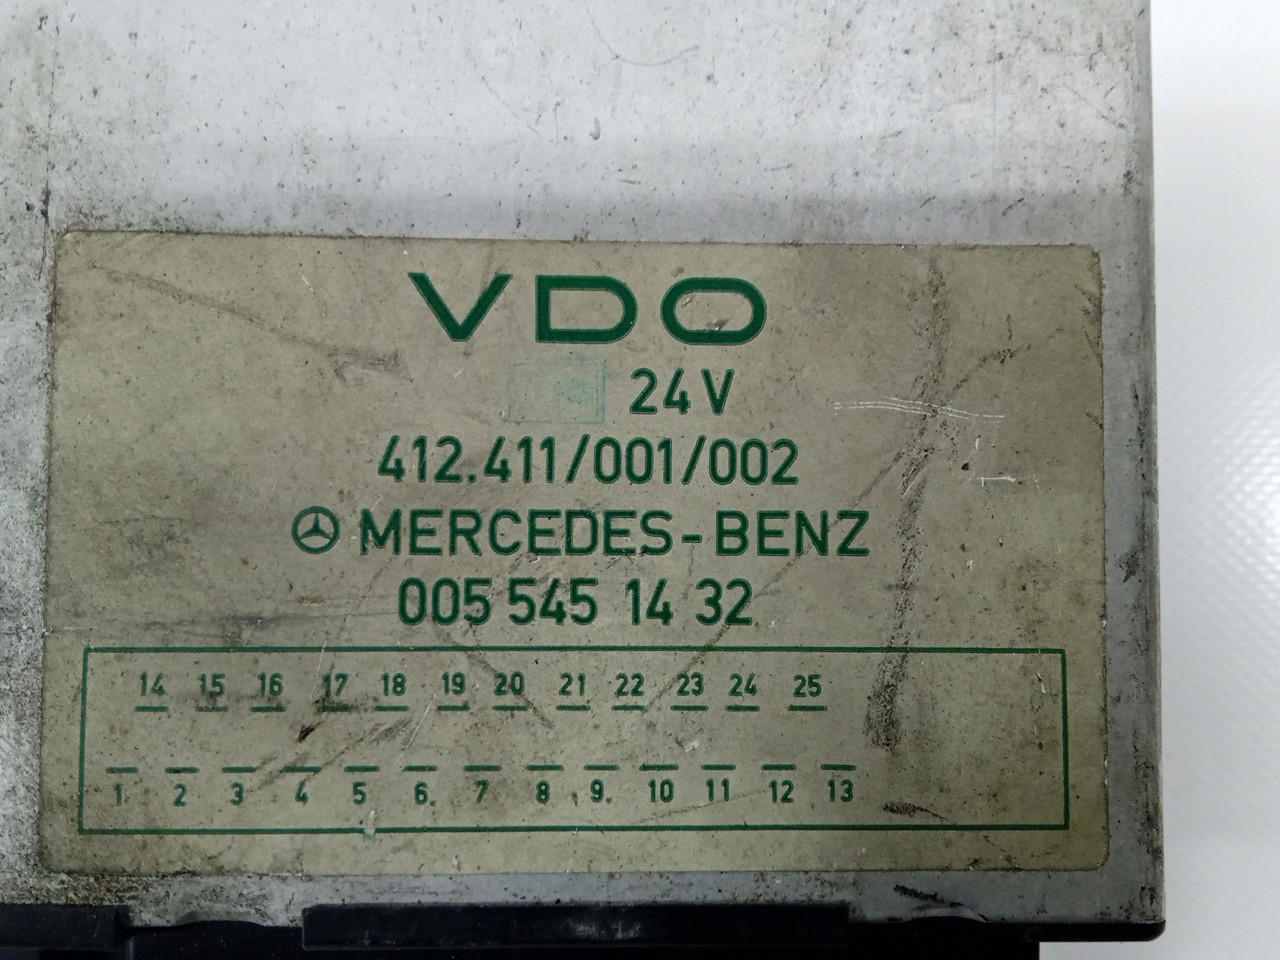 VDO
24V
412.411/001/002
MERCEDES-BENZ
005 545 14 32
14 15 16 17 18 19 20 21 22 23 24 25
1 2 3 4 5 6 7 8 9 10 11 12 13